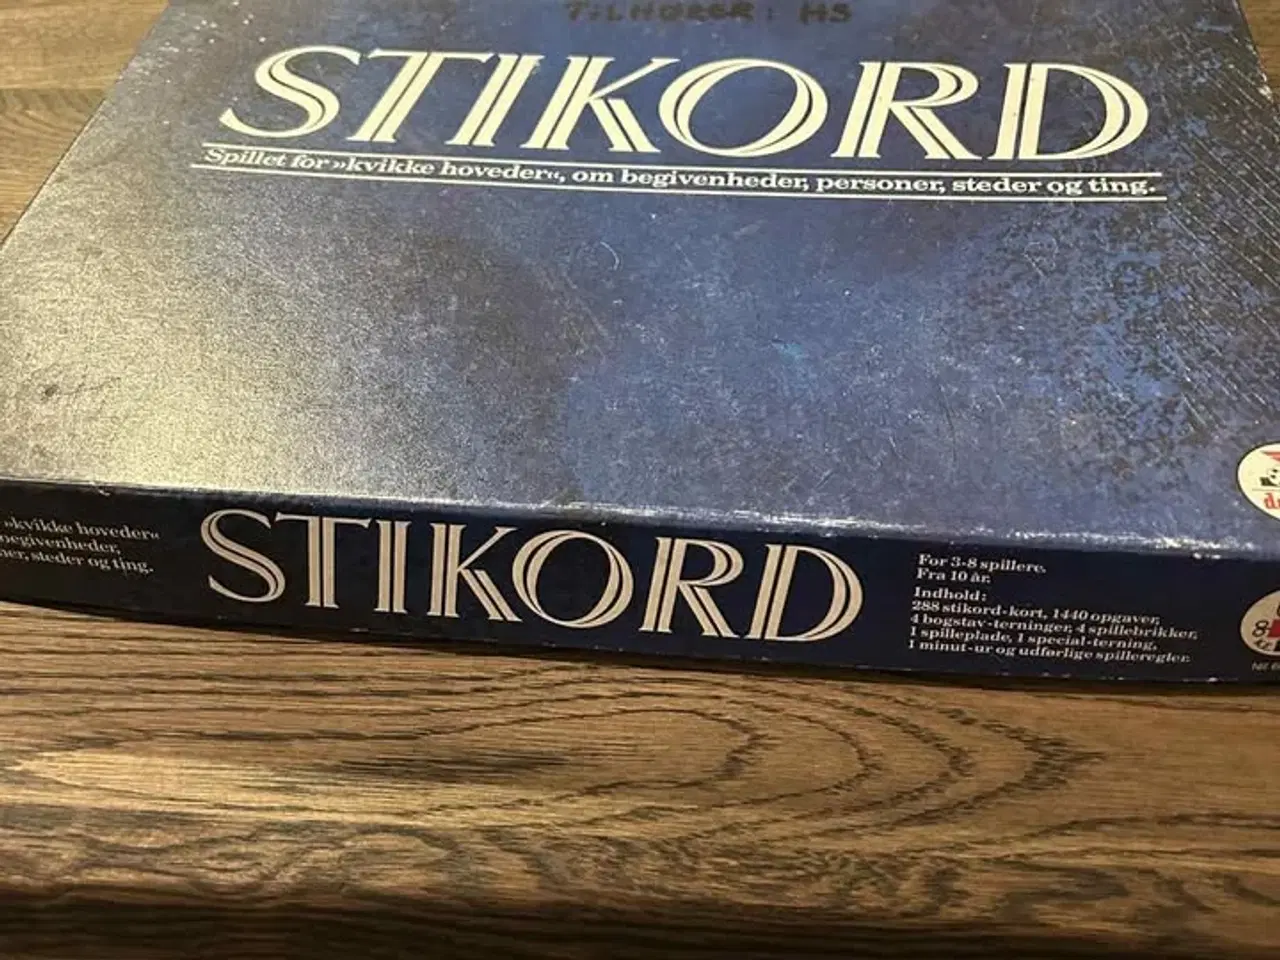 TILHØRER: HS
STIKORD
Spillet for »kvikke hoveder«, om begivenheder, personer, steder og ting.
»kvikke hoveder«
begivenheder,
steder og ting.
STIKORD
For 3-8 spillere.
Fra 10 år.
Indhold:
288 stikord-kort, 1440 opgaver,
4 bogstav-terninger, 4 spillebrikker,
1 spilleplade, 1 special-terning,
1 minut-ur og udførlige spilleregler.